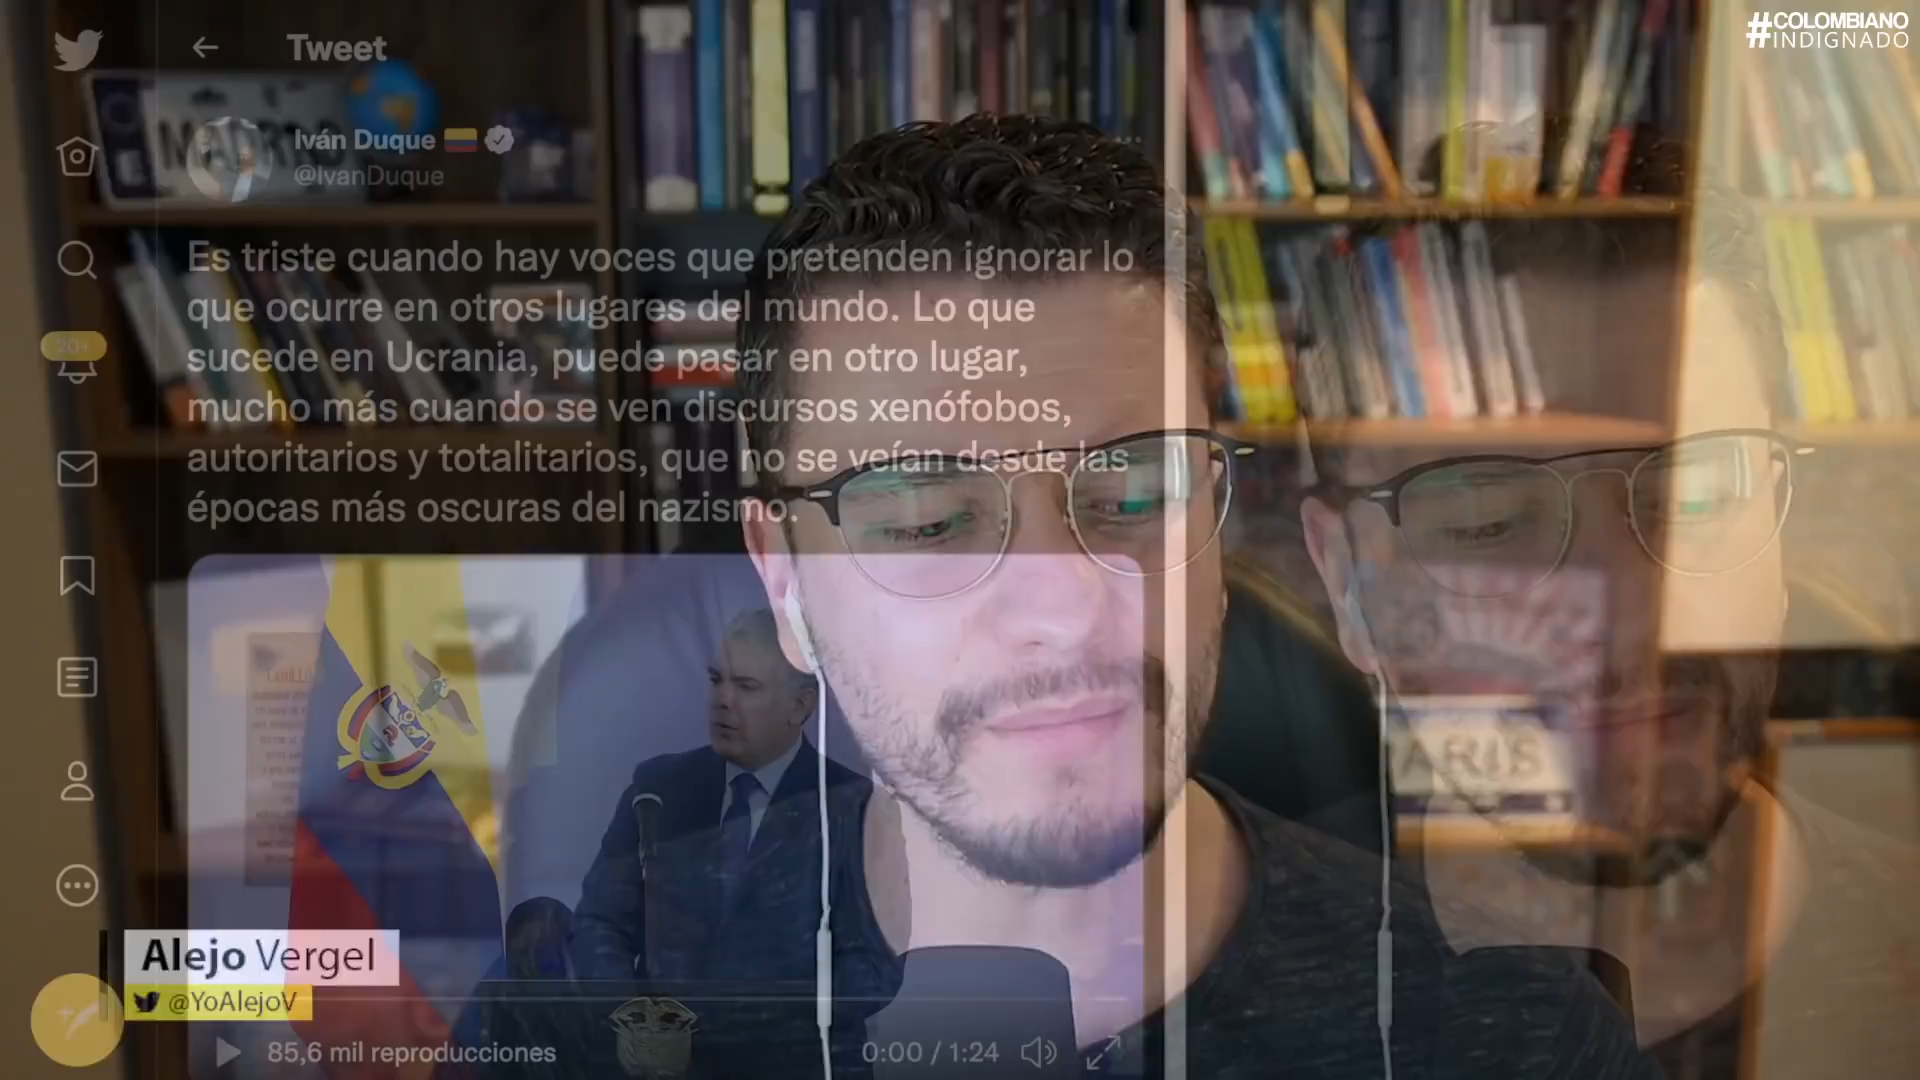 #COLOMBIANO
#INDIGNADO
Tweet
MADRID
E
Iván Duque
@IvanDuque
Es triste cuando hay voces que pretenden ignorar lo
que ocurre en otros lugares del mundo. Lo que
sucede en Ucrania, puede pasar en otro lugar,
mucho más cuando se ven discursos xenófobos,
autoritarios y totalitarios, que no se veían desde las
épocas más oscuras del nazismo.
20+
ARIS
Alejo Vergel
@YoAlejoV
85,6 mil reproducciones
0:00 / 1:24